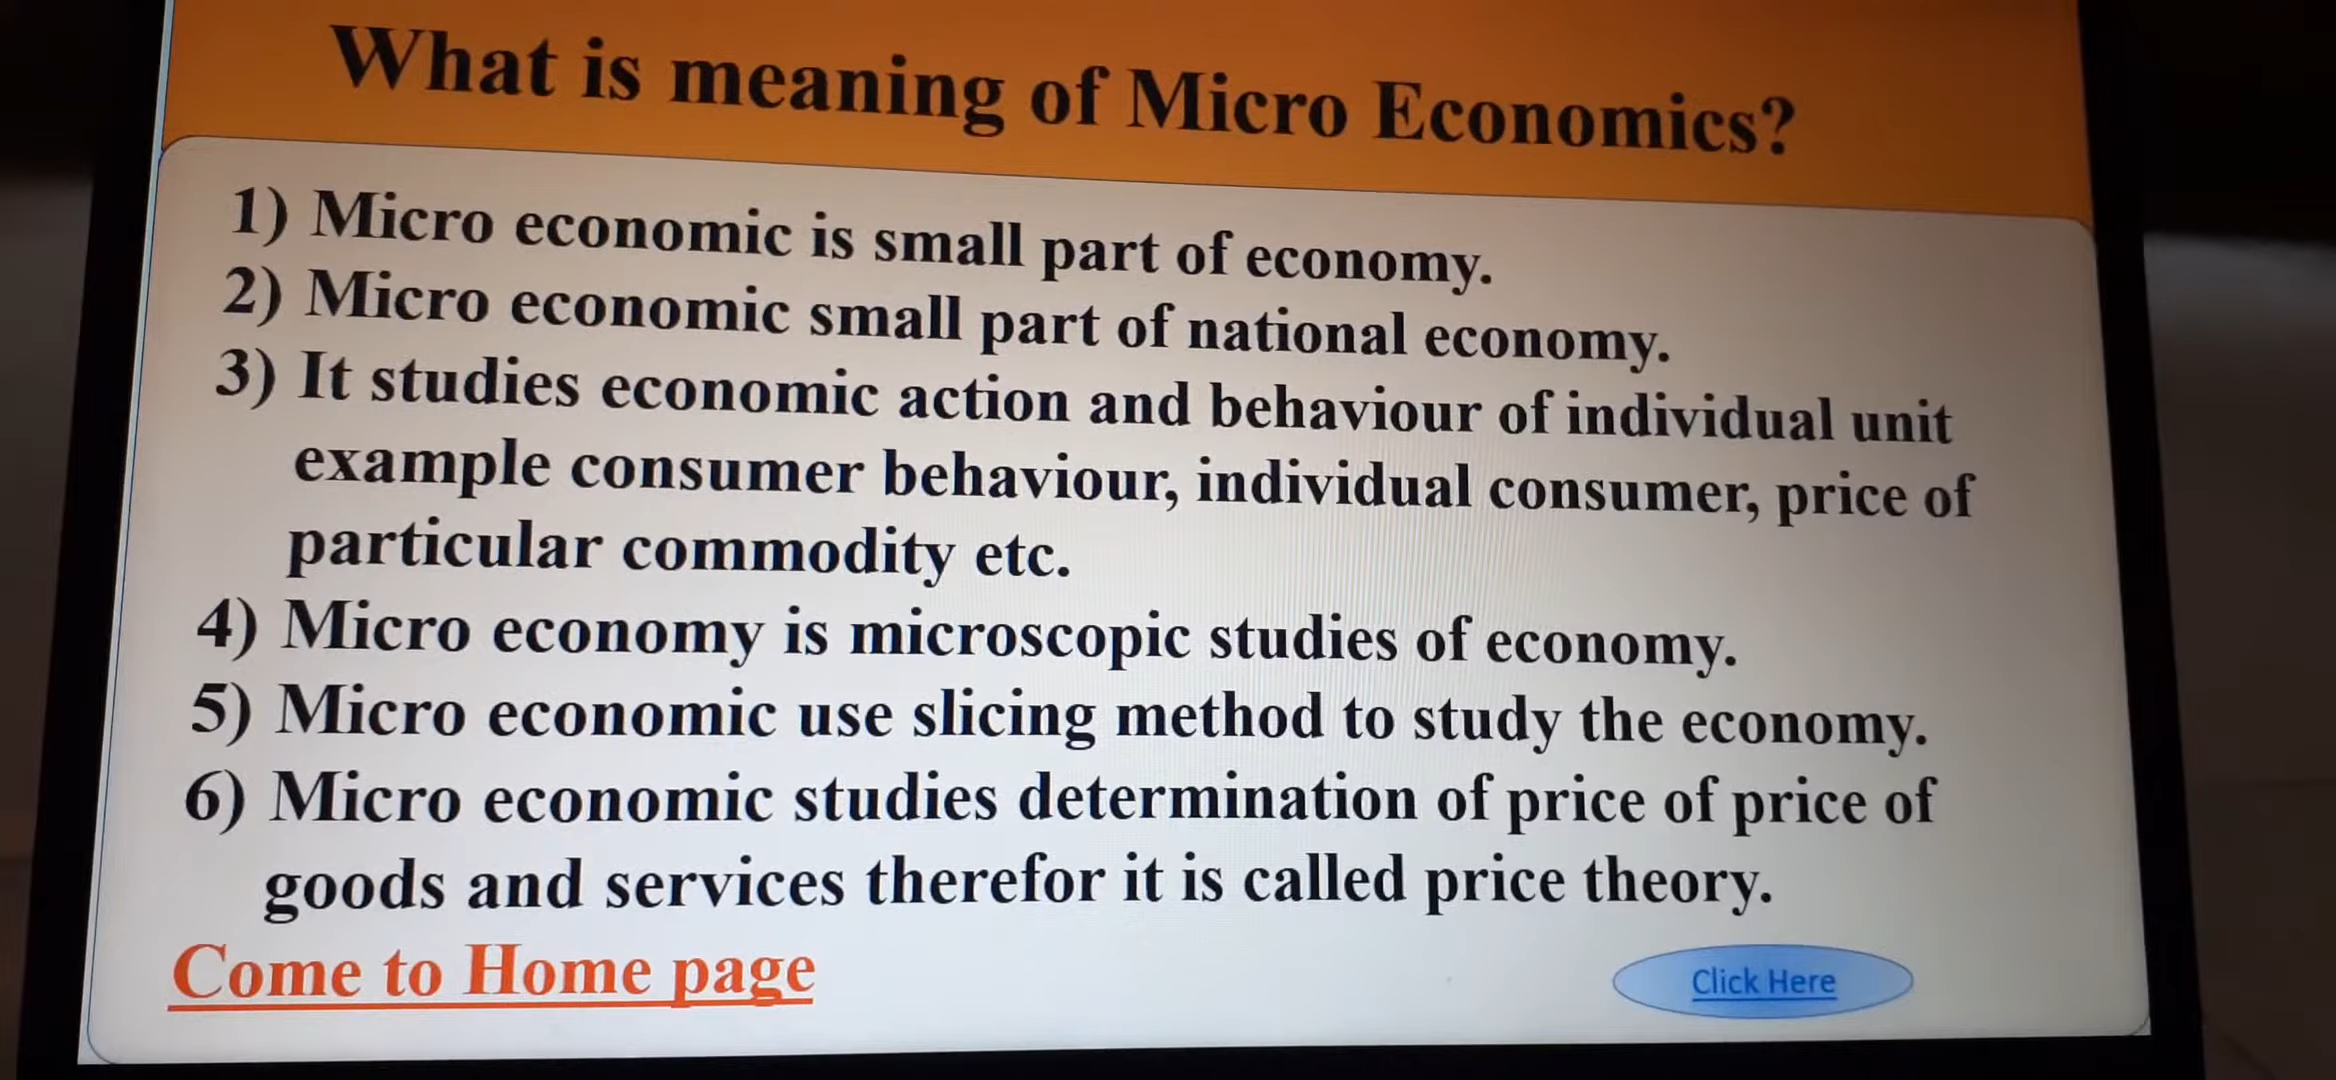 What is meaning of Micro Economics?
1) Micro economic is small part of economy.
2) Micro economic small part of national economy.
3) It studies economic action and behaviour of individual unit
example consumer behaviour, individual consumer, price of
particular commodity etc.
4) Micro economy is microscopic studies of economy.
5) Micro economic use slicing method to study the economy.
6) Micro economic studies determination of price of price of
goods and services therefor it is called price theory.
Come to Home page
Click Here